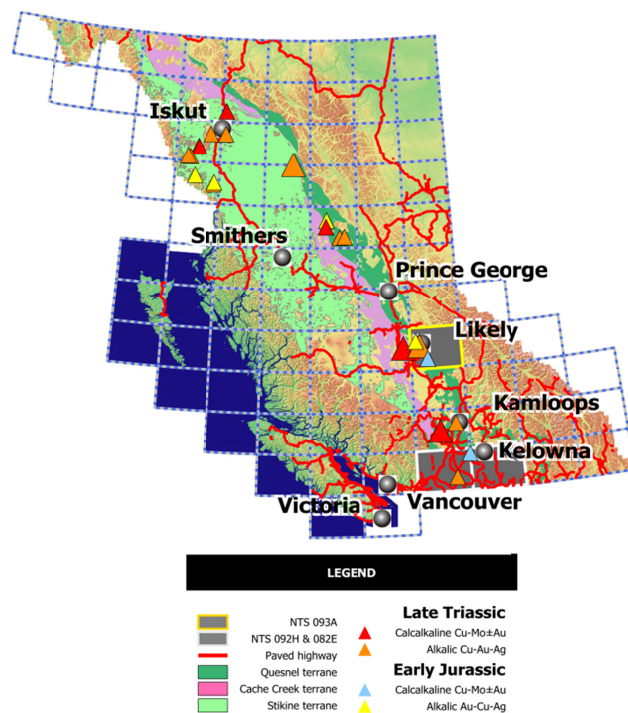 Iskut
Smithers
Prince George
Likely
Kamloops
Kelowna
Vancouver
Victoria
LEGEND
NTS 093A
NTS 092H & 082E
Paved highway
Quesnel terrane
Cache Creek terrane
Stikine terrane
Late Triassic
Calcalkaline Cu-Mo±Au
Alkalic Cu-Au-Ag
Early Jurassic
Calcalkaline Cu-Mo±Au
Alkalic Au-Cu-Ag